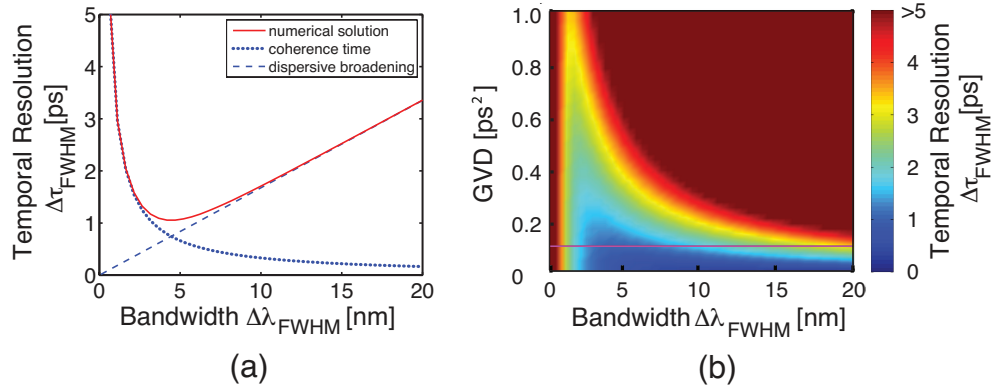 5
4
3
2
1
0
Temporal Resolution
Δτ_FWHM[ps]
numerical solution
coherence time
dispersive broadening
0 5 10 15 20
Bandwidth Δλ_FWHM [nm]
(a)
1.0
0.8
0.6
0.4
0.2
0
GVD [ps²]
0 5 10 15 20
Bandwidth Δλ_FWHM [nm]
(b)
>5
4
3
2
1
0
Temporal Resolution
Δτ_FWHM[ps]